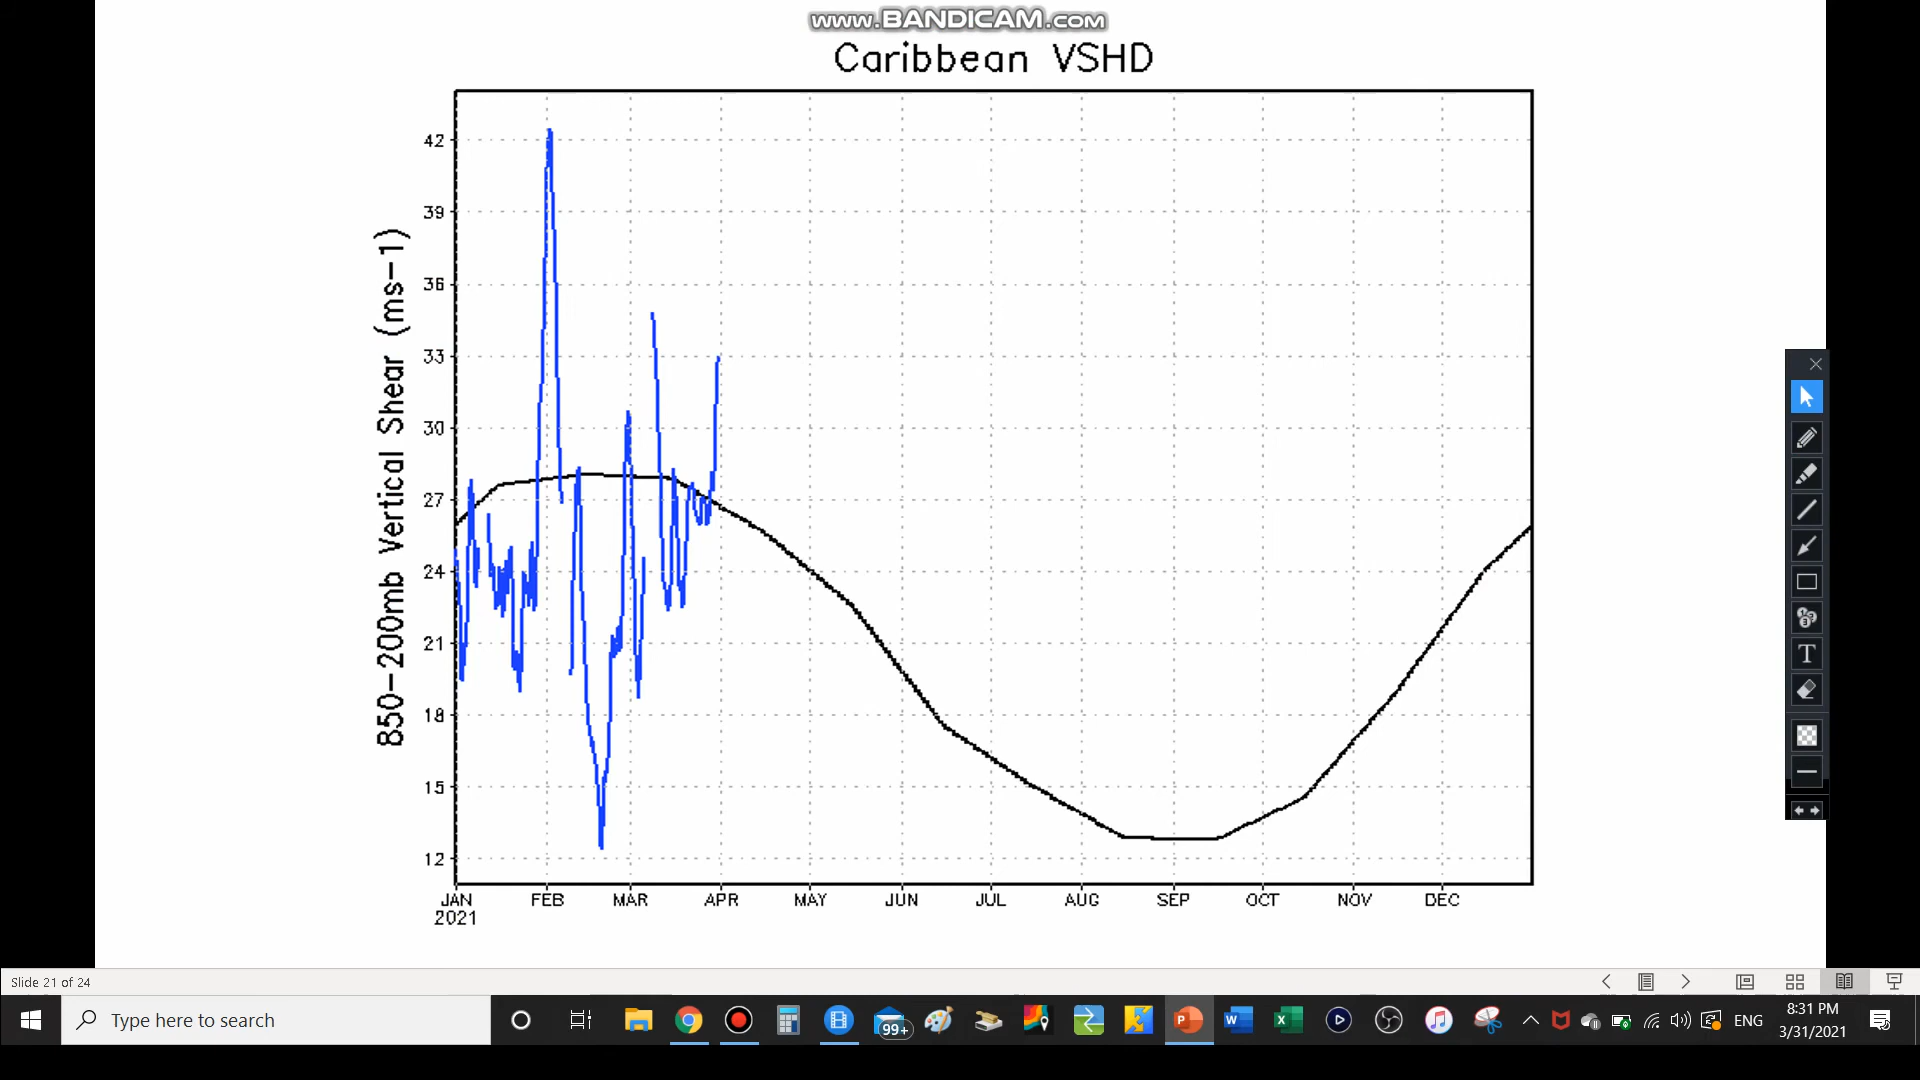 www.BANDICAM.com
Caribbean VSHD
850-200mb Vertical Shear (ms-1)
42
39
36
33
30
27
24
21
18
15
12
JAN FEB MAR APR MAY JUN JUL AUG SEP OCT NOV DEC
2021
T
Slide 21 of 24
Type here to search
99+
P
W
X
ENG
8:31 PM
3/31/2021